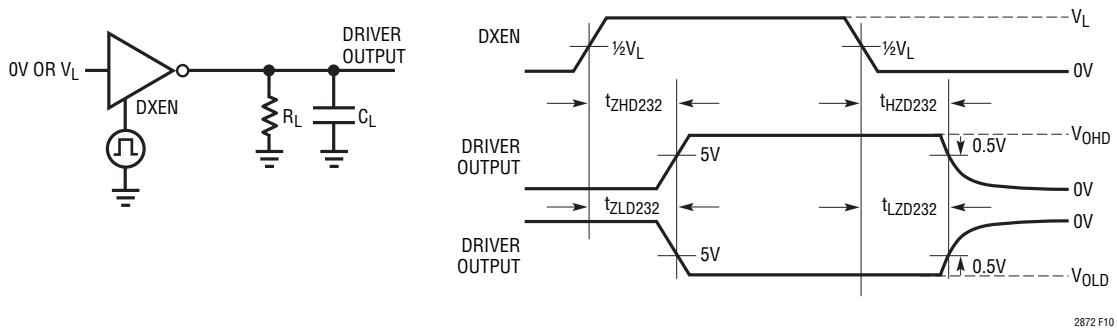 0V OR VL
DXEN
DRIVER
OUTPUT
RL
CL
DXEN
½VL
½VL
VL
0V
tZHD232
tHZD232
DRIVER
OUTPUT
5V
VOHD
0.5V
0V
tZLD232
tLZD232
0V
DRIVER
OUTPUT
5V
0.5V
VOLD
2872 F10